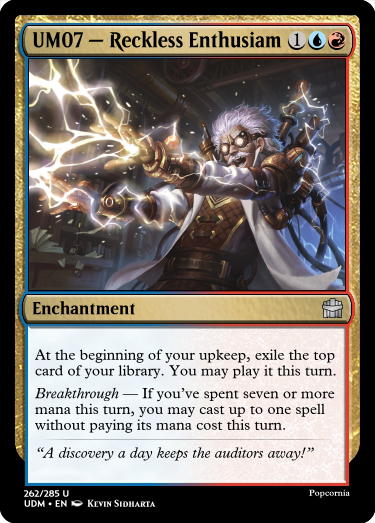 UM07 — Reckless Enthusiam 1
Enchantment
At the beginning of your upkeep, exile the top
card of your library. You may play it this turn.
Breakthrough — If you've spent seven or more
mana this turn, you may cast up to one spell
without paying its mana cost this turn.
“A discovery a day keeps the auditors away!”
262/285 U
Popcornia
UDM • EN Kevin Sidharta